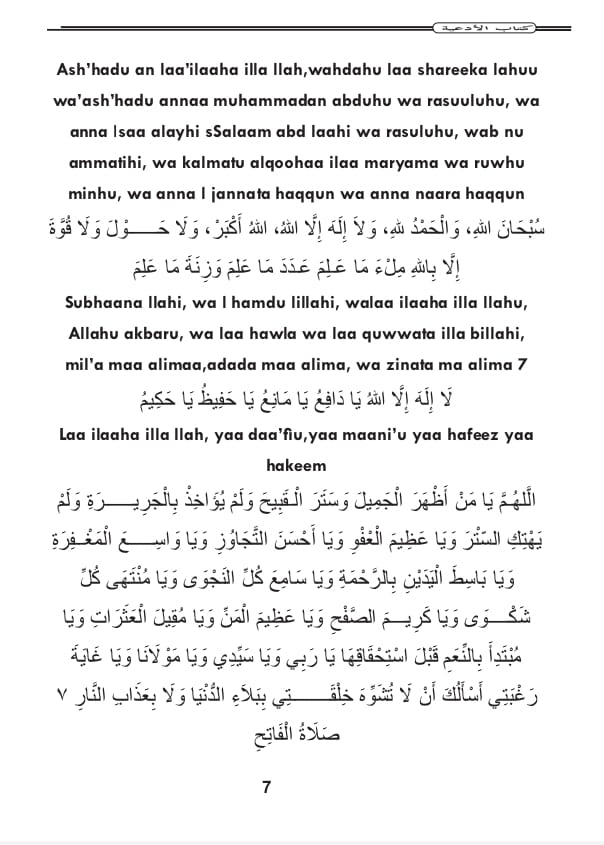 كتاب الأدعية
Ash’hadu an laa’ilaaha illa llah,wahdahu laa shareeka lahuu
wa’ash’hadu annaa muhammadan abduhu wa rasuuluhu, wa
anna Isaa alayhi sSalaam abd laahi wa rasuluhu, wab nu
ammatihi, wa kalmatu alqoohaa ilaa maryama wa ruwhu
minhu, wa anna l jannata haqqun wa anna naara haqqun
سُبْحَانَ اللهِ، وَالْحَمْدُ للهِ، وَلاَ إِلَهَ إِلَّا اللهُ، اللهُ أَكْبَرْ، وَلَا حَوْلَ وَلَا قُوَّةَ
إِلَّا بِاللهِ مِلْءَ مَا عَلِمَ عَدَدَ مَا عَلِمَ وَزِنَةَ مَا عَلِمَ
Subhaana llahi, wa l hamdu lillahi, walaa ilaaha illa llahu,
Allahu akbaru, wa laa hawla wa laa quwwata illa billahi,
mil’a maa alimaa,adada maa alima, wa zinata ma alima 7
لَا إِلَهَ إِلَّا اللهُ يَا دَافِعُ يَا مَانِعُ يَا حَفِيظُ يَا حَكِيمُ
Laa ilaaha illa llah, yaa daa’fiu,yaa maani’u yaa hafeez yaa
hakeem
اَللهُمَّ يَا مَنْ أَظْهَرَ الْجَمِيلَ وَسَتَرَ الْقَبِيحَ وَلَمْ يُؤَاخِذْ بِالْجَرِيرَةِ وَلَمْ
يَهْتِكِ السِّتْرَ وَيَا عَظِيمَ الْعَفْوِ وَيَا أَحْسَنَ التَّجَاوُزِ وَيَا وَاسِعَ الْمَغْفِرَةِ
وَيَا بَاسِطَ الْيَدَيْنِ بِالرَّحْمَةِ وَيَا سَامِعَ كُلِّ النَّجْوَى وَيَا مُنْتَهَى كُلِّ
شَكْوَى وَيَا كَرِيمَ الصَّفْحِ وَيَا عَظِيمَ الْمَنِّ وَيَا مُقِيلَ الْعَثَرَاتِ وَيَا
مُبْتَدِأَ بِالنِّعَمِ قَبْلَ اسْتِحْقَاقِهَا يَا رَبِي وَيَا سَيِّدِي وَيَا مَوْلَانَا وَيَا غَايَةَ
رَغْبَتِي أَسْأَلُكَ أَنْ لَا تُشَوِّهَ خِلْقَتِي بِبَلَاءِ الدُّنْيَا وَلَا بِعَذَابِ النَّارِ ٧
صَلَاةُ الْفَاتِحِ
7